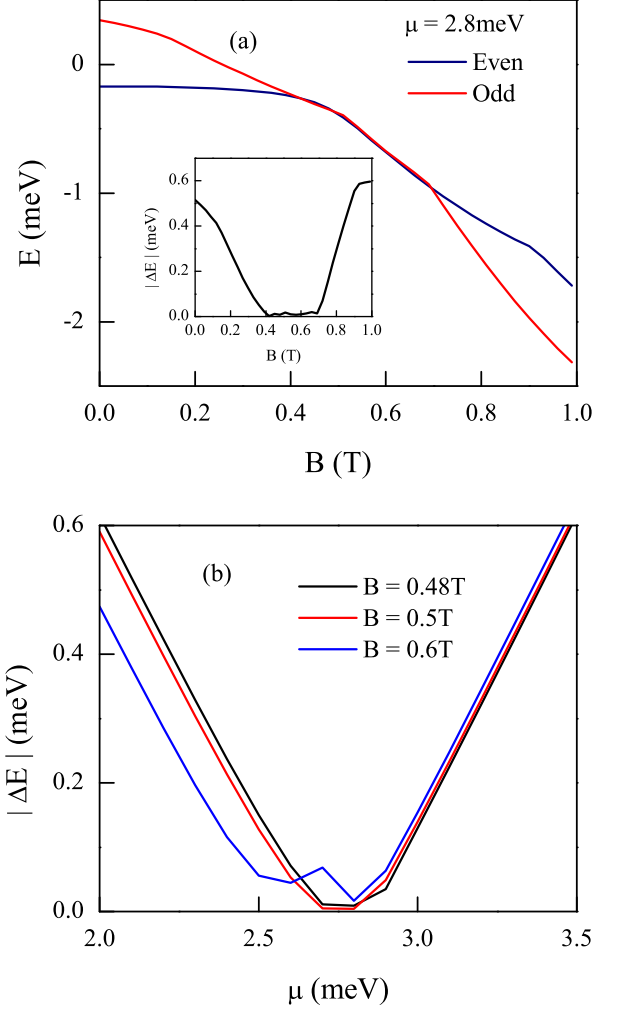 μ = 2.8meV
(a)
Even
Odd
0
-1
-2
E (meV)
0.6
0.4
0.2
0.0
| ΔE | (meV)
0.0 0.2 0.4 0.6 0.8 1.0
B (T)
0.0 0.2 0.4 0.6 0.8 1.0
B (T)
0.6
0.4
0.2
0.0
| ΔE | (meV)
(b)
B = 0.48T
B = 0.5T
B = 0.6T
2.0 2.5 3.0 3.5
μ (meV)